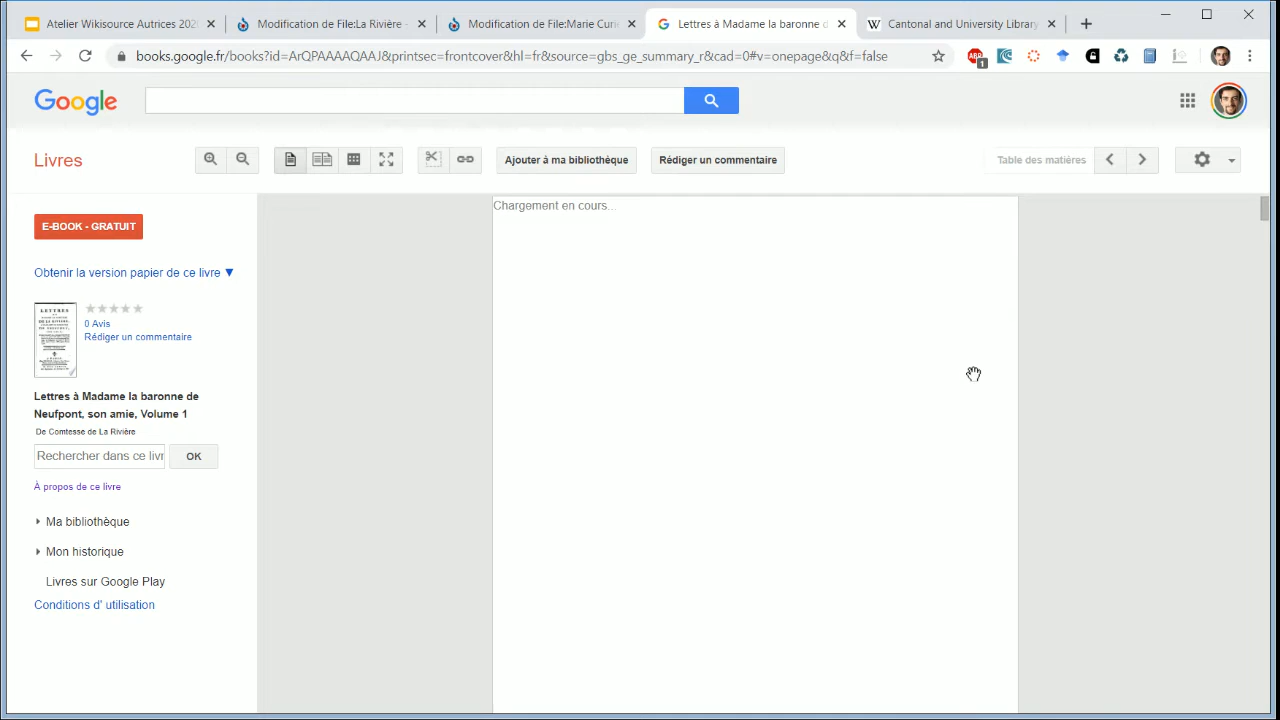 Atelier Wikisource Autrices 202
Modification de File:La Rivière -
Modification de File:Marie Curi
Lettres à Madame la baronne d
Cantonal and University Library
books.google.fr/books?id=ArQPAAAAQAAJ&printsec=frontcover&hl=fr&source=gbs_ge_summary_r&cad=0#v=onepage&q&f=false
ABP
1
Google
Livres
Ajouter à ma bibliothèque
Rédiger un commentaire
Table des matières
E-BOOK - GRATUIT
Chargement en cours...
Obtenir la version papier de ce livre ▼
LETTRES
0 Avis
Rédiger un commentaire
Lettres à Madame la baronne de
Neufpont, son amie, Volume 1
De Comtesse de La Rivière
Rechercher dans ce livr
OK
À propos de ce livre
Ma bibliothèque
Mon historique
Livres sur Google Play
Conditions d' utilisation